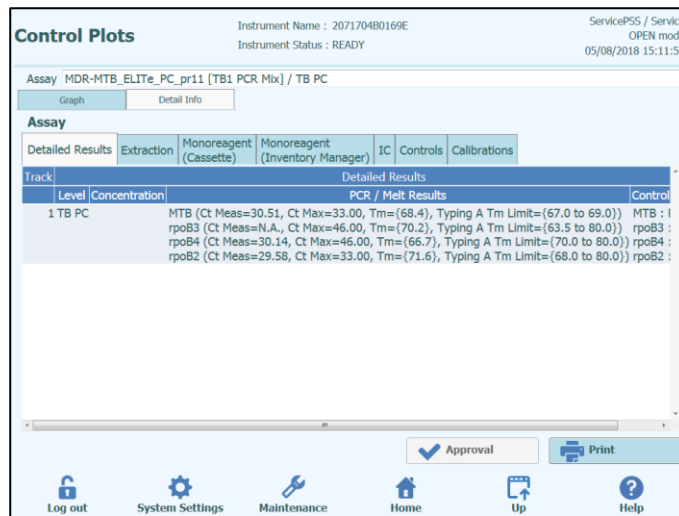 Control Plots
Instrument Name : 2071704B0169E
Instrument Status : READY
ServicePSS / Servic
OPEN mod
05/08/2018 15:11:5
Assay MDR-MTB_ELITe_PC_pr11 [TB1 PCR Mix] / TB PC
Graph Detail Info
Assay
Detailed Results Extraction Monoreagent (Cassette) Monoreagent (Inventory Manager) IC Controls Calibrations
Track Detailed Results
Level Concentration PCR / Melt Results Control
1 TB PC MTB (Ct Meas=30.51, Ct Max=33.00, Tm={68.4}, Typing A Tm Limit={67.0 to 69.0}) MTB :
rpoB3 (Ct Meas=N.A., Ct Max=46.00, Tm={70.2}, Typing A Tm Limit={63.5 to 80.0}) rpoB3 :
rpoB4 (Ct Meas=30.14, Ct Max=46.00, Tm={66.7}, Typing A Tm Limit={70.0 to 80.0}) rpoB4 :
rpoB2 (Ct Meas=29.58, Ct Max=33.00, Tm={71.6}, Typing A Tm Limit={68.0 to 80.0}) rpoB2 :
Approval Print
Log out System Settings Maintenance Home Up Help